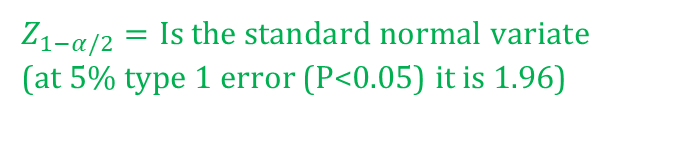 Z₁₋α/₂ = Is the standard normal variate
(at 5% type 1 error (P<0.05) it is 1.96)